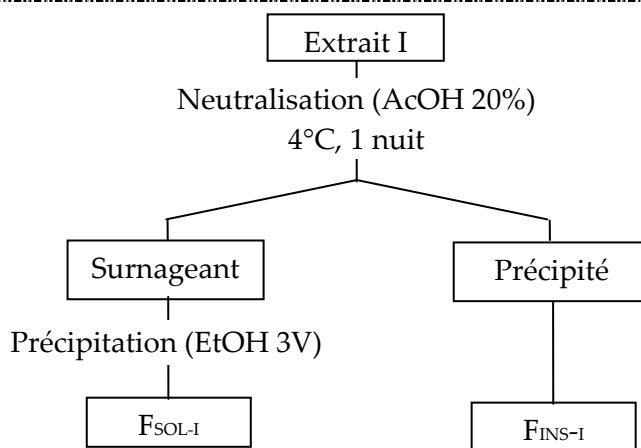 Extrait I
Neutralisation (AcOH 20%)
4°C, 1 nuit
Surnageant
Précipité
Précipitation (EtOH 3V)
FSOL-I
FINS-I